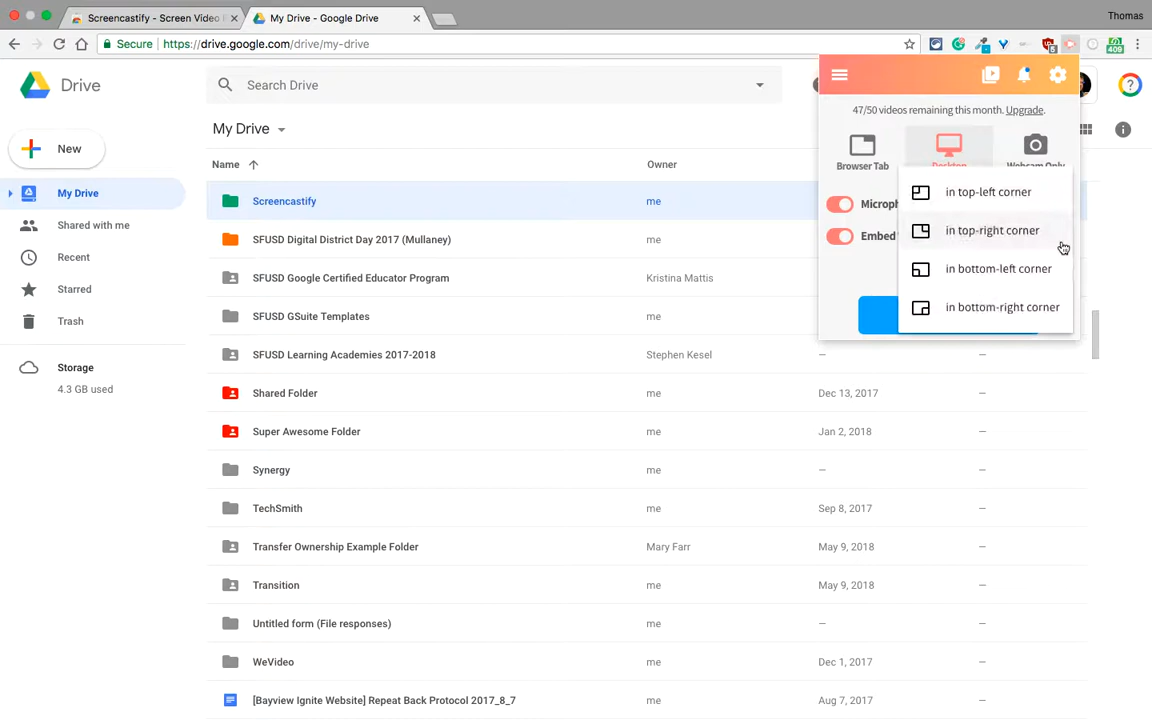 Screencastify - Screen Video
My Drive - Google Drive
Thomas
Secure
https://drive.google.com/drive/my-drive
5
409
Drive
Search Drive
47/50 videos remaining this month. Upgrade.
New
My Drive
Browser Tab
Desktop
Webcam Only
Name
Owner
My Drive
Screencastify
me
in top-left corner
Microph
Shared with me
SFUSD Digital District Day 2017 (Mullaney)
me
Embed
in top-right corner
Recent
SFUSD Google Certified Educator Program
Kristina Mattis
in bottom-left corner
Starred
SFUSD GSuite Templates
me
in bottom-right corner
Trash
SFUSD Learning Academies 2017-2018
Stephen Kesel
—
—
Storage
4.3 GB used
Shared Folder
me
Dec 13, 2017
—
Super Awesome Folder
me
Jan 2, 2018
—
Synergy
me
—
—
TechSmith
me
Sep 8, 2017
—
Transfer Ownership Example Folder
Mary Farr
May 9, 2018
—
Transition
me
May 9, 2018
—
Untitled form (File responses)
me
—
—
WeVideo
me
Dec 1, 2017
—
[Bayview Ignite Website] Repeat Back Protocol 2017_8_7
me
Aug 7, 2017
—